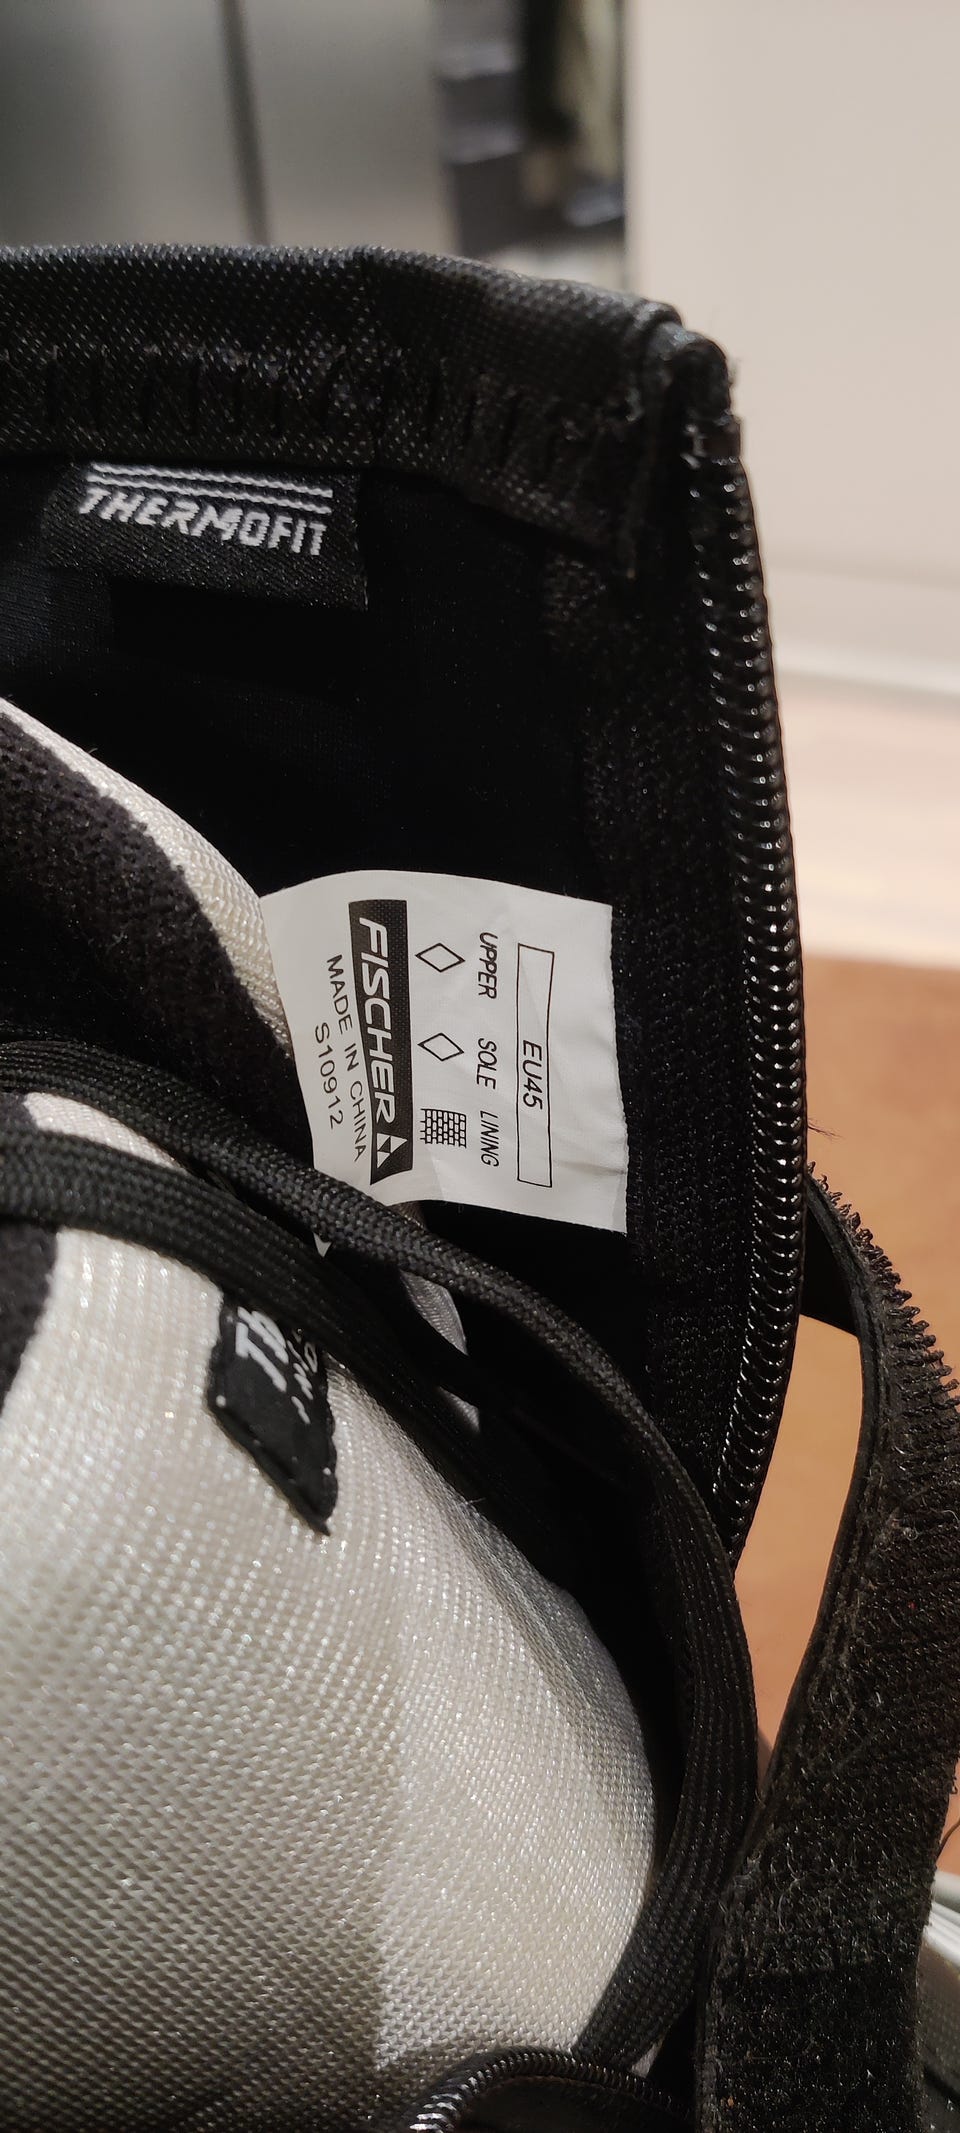 THERMOFIT
EU45
UPPER SOLE LINING
FISCHER
MADE IN CHINA
S10912